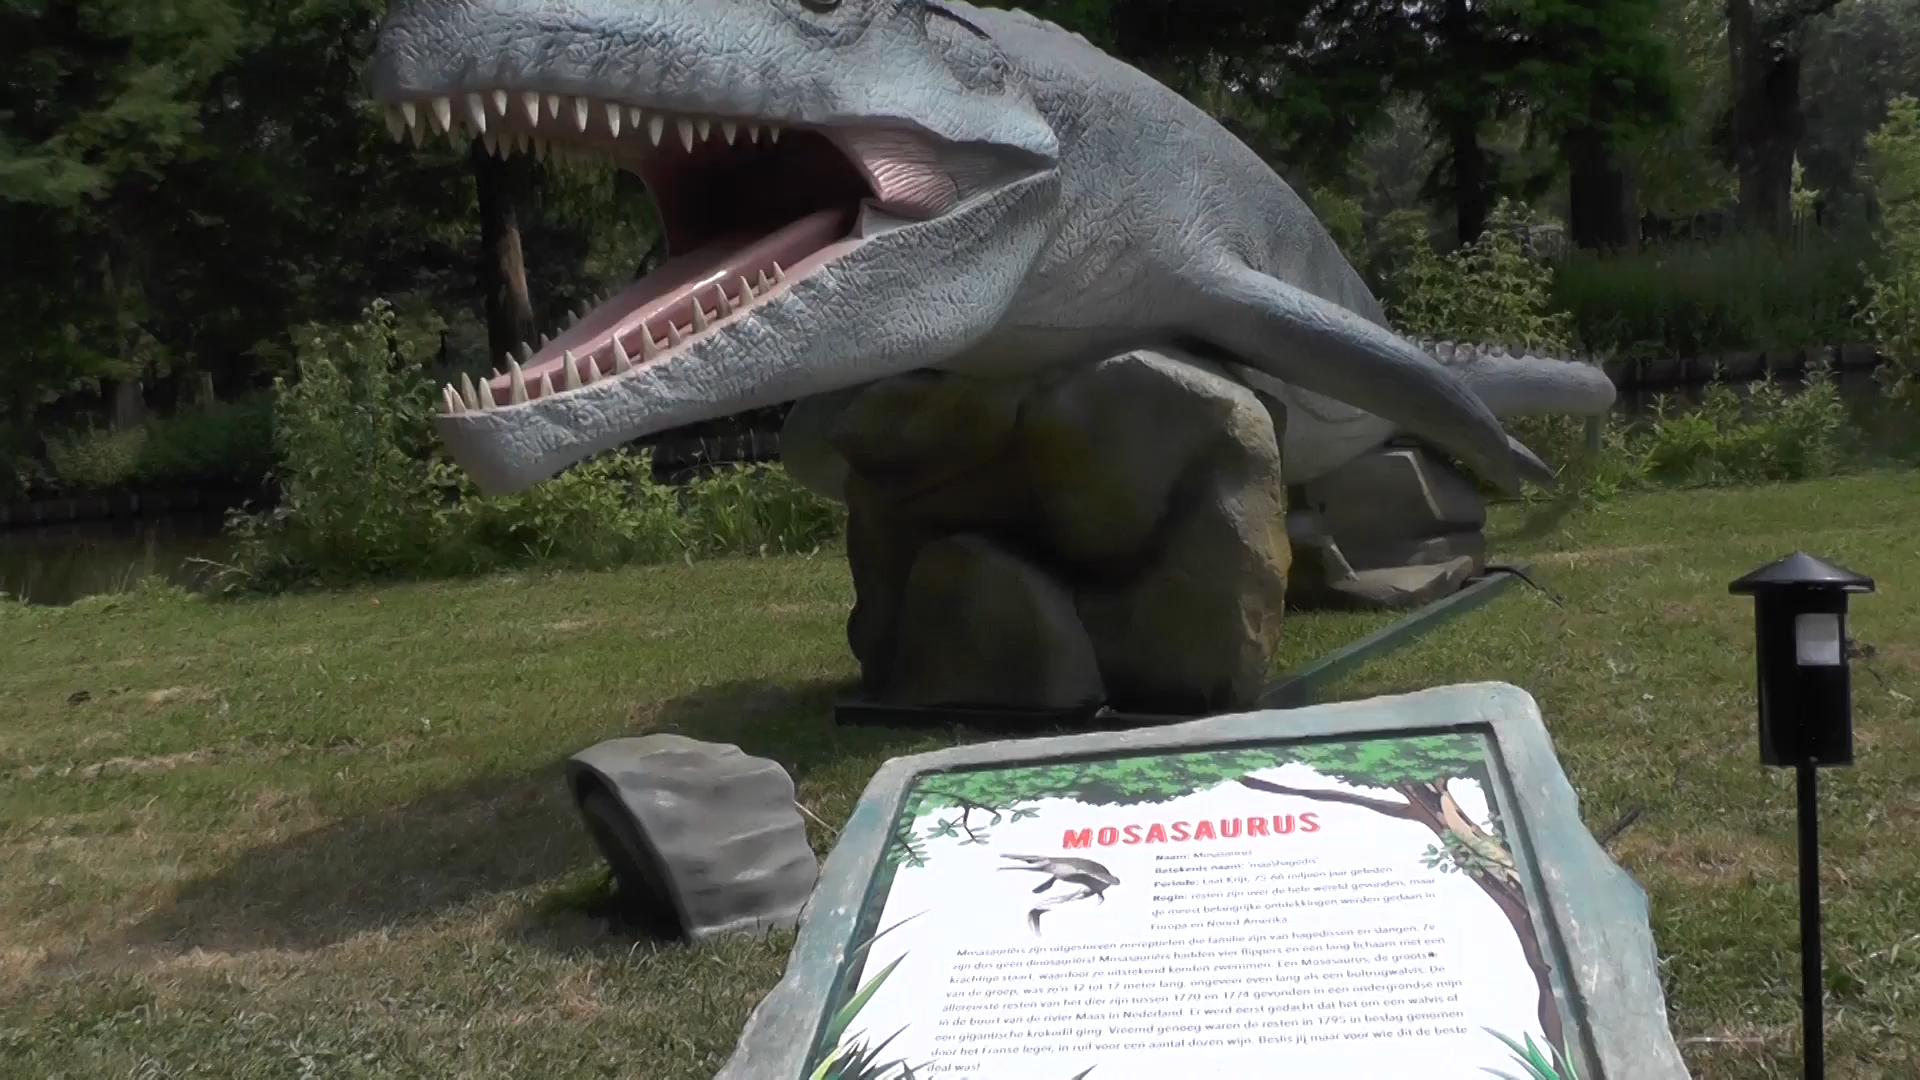 MOSASAURUS
Naam: Mosasaurus
Betekenis naam: 'maashagedis'
Periode: Laat Krijt, 75-66 miljoen jaar geleden
Regio: resten zijn over de hele wereld gevonden, maar
de meest belangrijke ontdekkingen werden gedaan in
Europa en Noord-Amerika
Mosasauriërs zijn uitgestorven zeereptielen die familie zijn van hagedissen en slangen. Ze
zijn dus geen dinosauriërs! Mosasauriërs hadden vier flippers en een lang lichaam met een
krachtige staart, waardoor ze uitstekend konden zwemmen. Een Mosasaurus, de grootste
van de groep, was zo'n 12 tot 17 meter lang, ongeveer even lang als een bultrugwalvis. De
allereerste resten van het dier zijn tussen 1770 en 1774 gevonden in een ondergrondse mijn
in de buurt van de rivier Maas in Nederland. Er werd eerst gedacht dat het om een walvis of
een gigantische krokodil ging. Vreemd genoeg waren de resten in 1795 in beslag genomen
door het Franse leger, in ruil voor een aantal dozen wijn. Beslis jij maar voor wie dit de beste
deal was!